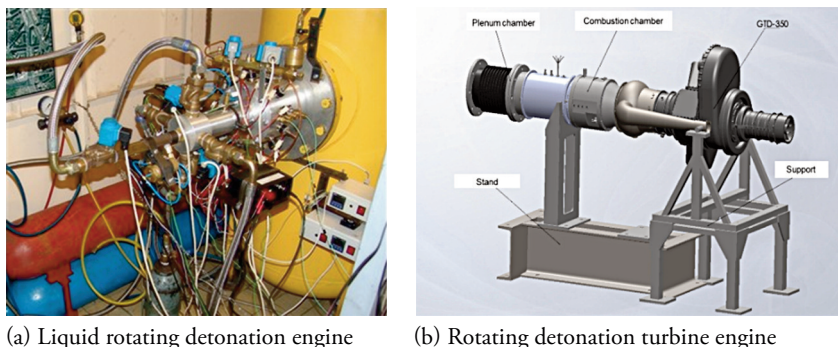 Plenum chamber
Combustion chamber
GTD-350
Stand
Support
(a) Liquid rotating detonation engine
(b) Rotating detonation turbine engine